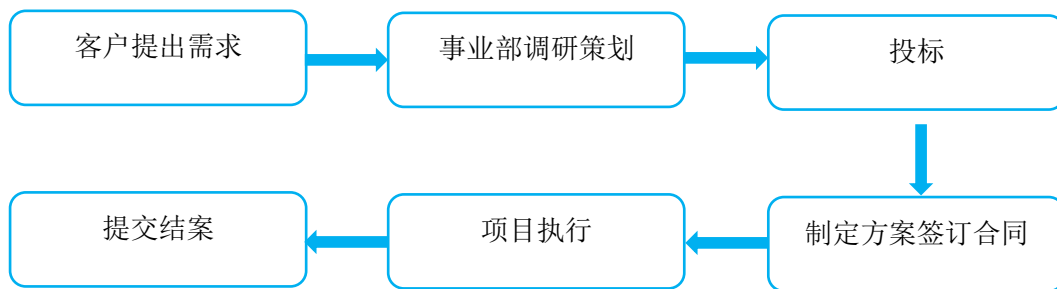 客户提出需求
事业部调研策划
投标
制定方案签订合同
项目执行
提交结案